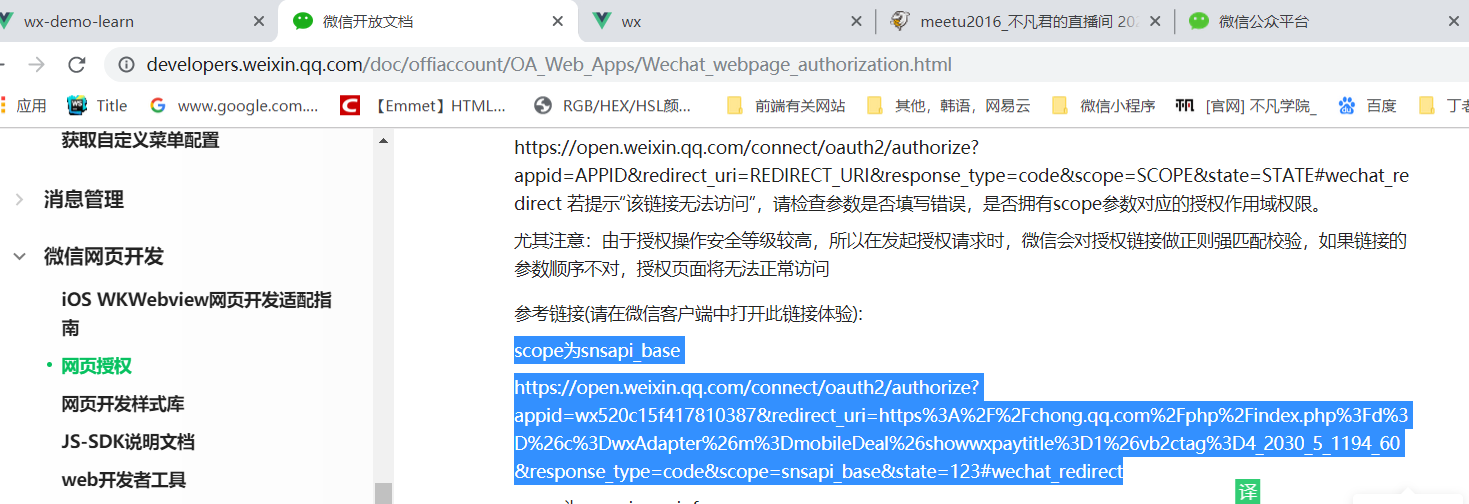 wx-demo-learn
微信开放文档
wx
meetu2016_不凡君的直播间 202
微信公众平台
developers.weixin.qq.com/doc/offiaccount/OA_Web_Apps/Wechat_webpage_authorization.html
应用
Title
www.google.com....
【Emmet】HTML...
RGB/HEX/HSL颜...
前端有关网站
其他，韩语，网易云
微信小程序
[官网] 不凡学院_
百度
丁老
获取自定义菜单配置
消息管理
微信网页开发
iOS WKWebview网页开发适配指
南
网页授权
网页开发样式库
JS-SDK说明文档
web开发者工具
https://open.weixin.qq.com/connect/oauth2/authorize?
appid=APPID&redirect_uri=REDIRECT_URI&response_type=code&scope=SCOPE&state=STATE#wechat_re
direct 若提示“该链接无法访问”，请检查参数是否填写错误，是否拥有scope参数对应的授权作用域权限。
尤其注意：由于授权操作安全等级较高，所以在发起授权请求时，微信会对授权链接做正则强匹配校验，如果链接的
参数顺序不对，授权页面将无法正常访问
参考链接(请在微信客户端中打开此链接体验):
scope为snsapi_base
https://open.weixin.qq.com/connect/oauth2/authorize?
appid=wx520c15f417810387&redirect_uri=https%3A%2F%2Fchong.qq.com%2Fphp%2Findex.php%3Fd%3
D%26c%3DwxAdapter%26m%3DmobileDeal%26showwxpaytitle%3D1%26vb2ctag%3D4_2030_5_1194_60
&response_type=code&scope=snsapi_base&state=123#wechat_redirect
译